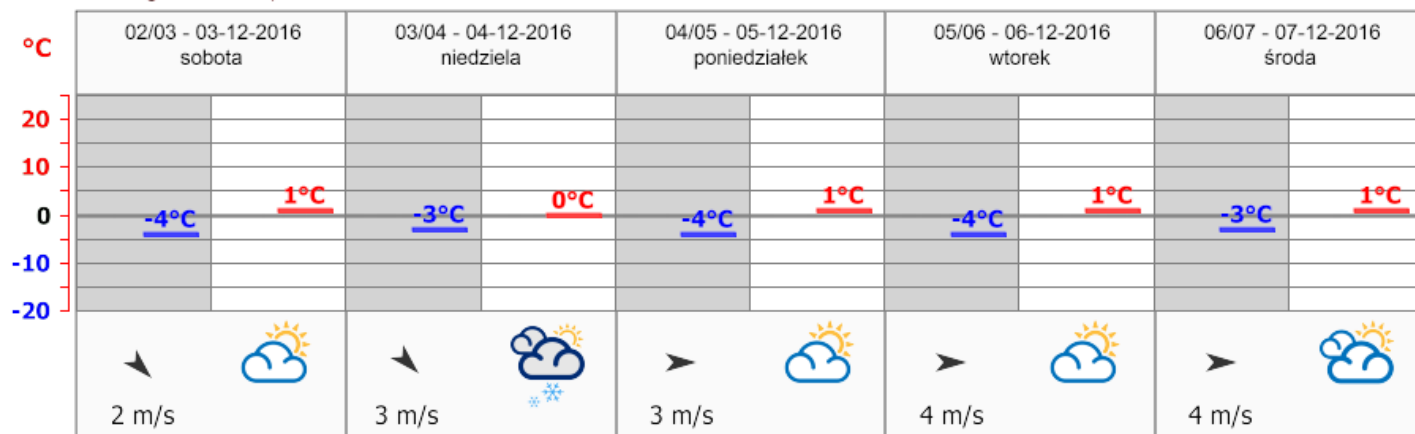 °C
02/03 - 03-12-2016
sobota
03/04 - 04-12-2016
niedziela
04/05 - 05-12-2016
poniedziałek
05/06 - 06-12-2016
wtorek
06/07 - 07-12-2016
środa
20
10
0
-10
-20
-4°C
1°C
-3°C
0°C
-4°C
1°C
-4°C
1°C
-3°C
1°C
2 m/s
3 m/s
3 m/s
4 m/s
4 m/s